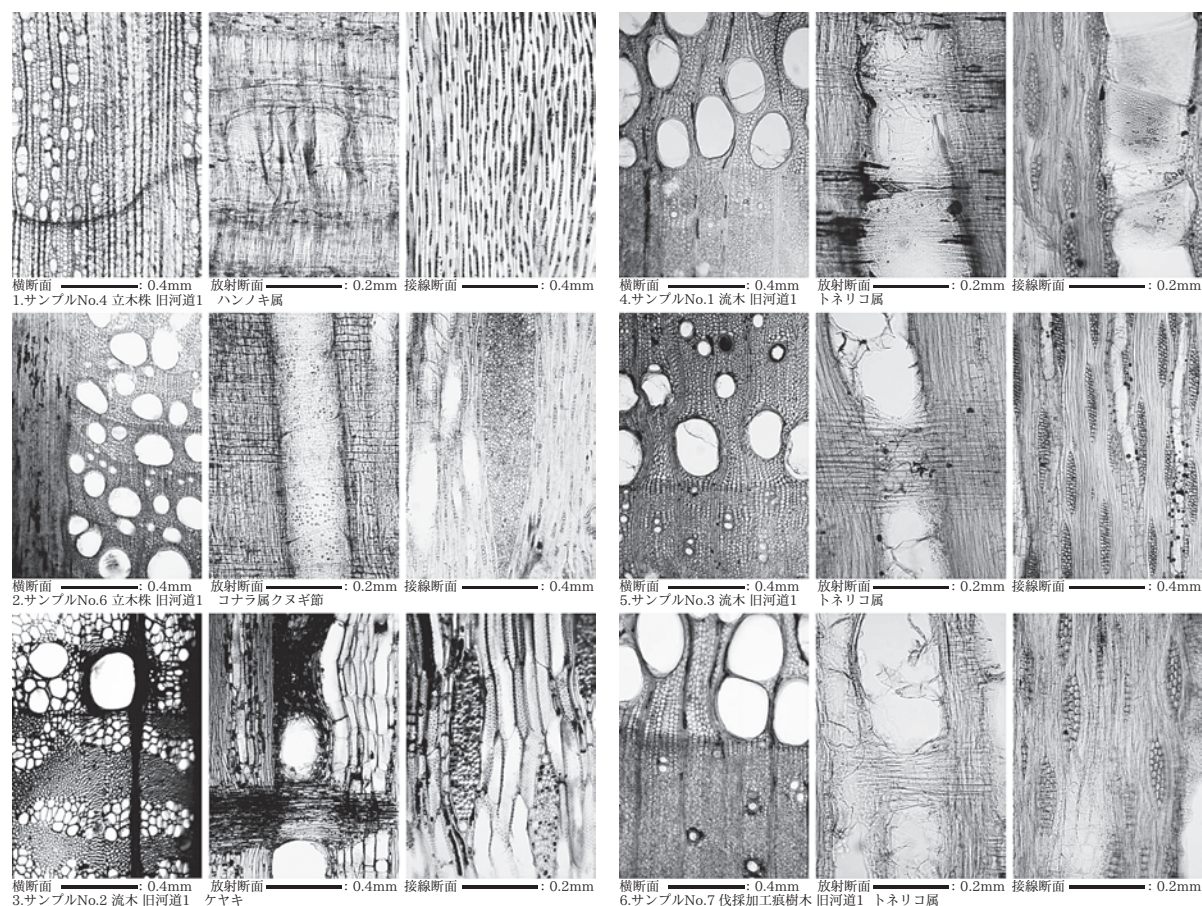 横断面 : 0.4mm 放射断面 : 0.2mm 接線断面 : 0.4mm
1.サンプルNo.4 立木株 旧河道1 ハンノキ属
横断面 : 0.4mm 放射断面 : 0.2mm 接線断面 : 0.4mm
2.サンプルNo.6 立木株 旧河道1 コナラ属クヌギ節
横断面 : 0.4mm 放射断面 : 0.4mm 接線断面 : 0.2mm
3.サンプルNo.2 流木 旧河道1 ケヤキ
横断面 : 0.4mm 放射断面 : 0.2mm 接線断面 : 0.2mm
4.サンプルNo.1 流木 旧河道1 トネリコ属
横断面 : 0.4mm 放射断面 : 0.2mm 接線断面 : 0.4mm
5.サンプルNo.3 流木 旧河道1 トネリコ属
横断面 : 0.4mm 放射断面 : 0.2mm 接線断面 : 0.2mm
6.サンプルNo.7 伐採加工痕樹木 旧河道1 トネリコ属